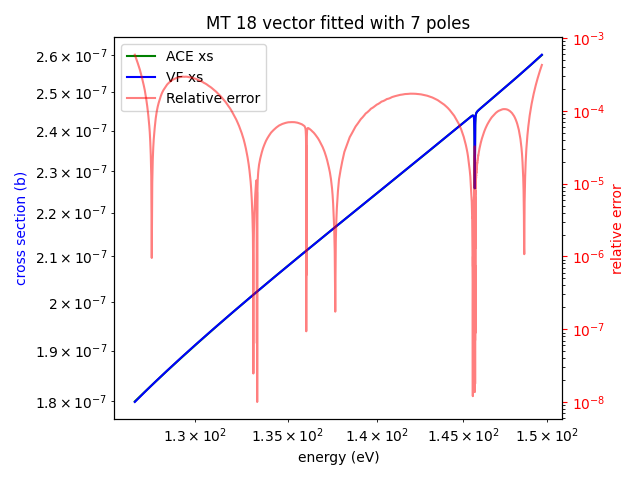 MT 18 vector fitted with 7 poles
ACE xs
VF xs
Relative error
cross section (b)
2.6 × 10⁻⁷
2.5 × 10⁻⁷
2.4 × 10⁻⁷
2.3 × 10⁻⁷
2.2 × 10⁻⁷
2.1 × 10⁻⁷
2 × 10⁻⁷
1.9 × 10⁻⁷
1.8 × 10⁻⁷
10⁻³
10⁻⁴
10⁻⁵
10⁻⁶
10⁻⁷
10⁻⁸
relative error
1.3 × 10² 1.35 × 10² 1.4 × 10² 1.45 × 10² 1.5 × 10²
energy (eV)